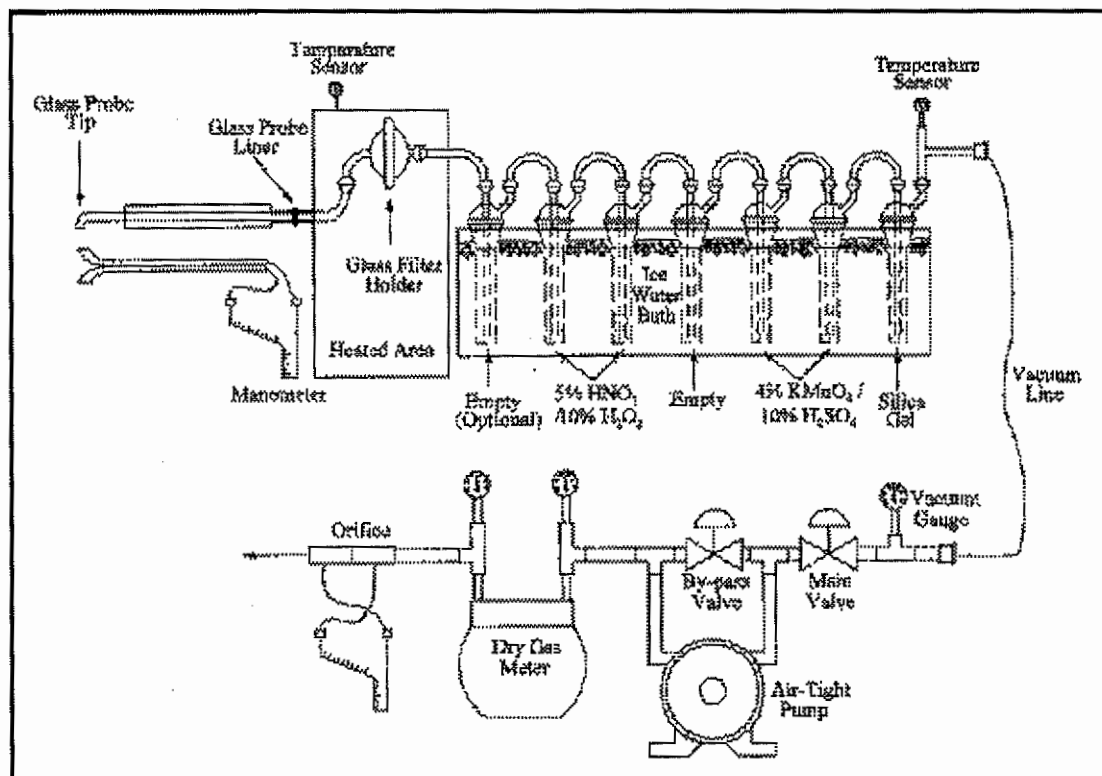 Temperature
Sensor
Temperature
Sensor
Glass Probe
Tip
Glass Probe
Liner
Glass Filter
Holder
Ice
Water
Bath
Heated Area
Manometer
Empty
(Optional)
5% HNO₃
/10% H₂O₂
Empty
4% KMnO₄ /
10% H₂SO₄
Silica
Gel
Vacuum
Line
Orifice
Vacuum
Gauge
By-pass
Valve
Main
Valve
Dry Gas
Meter
Air-Tight
Pump